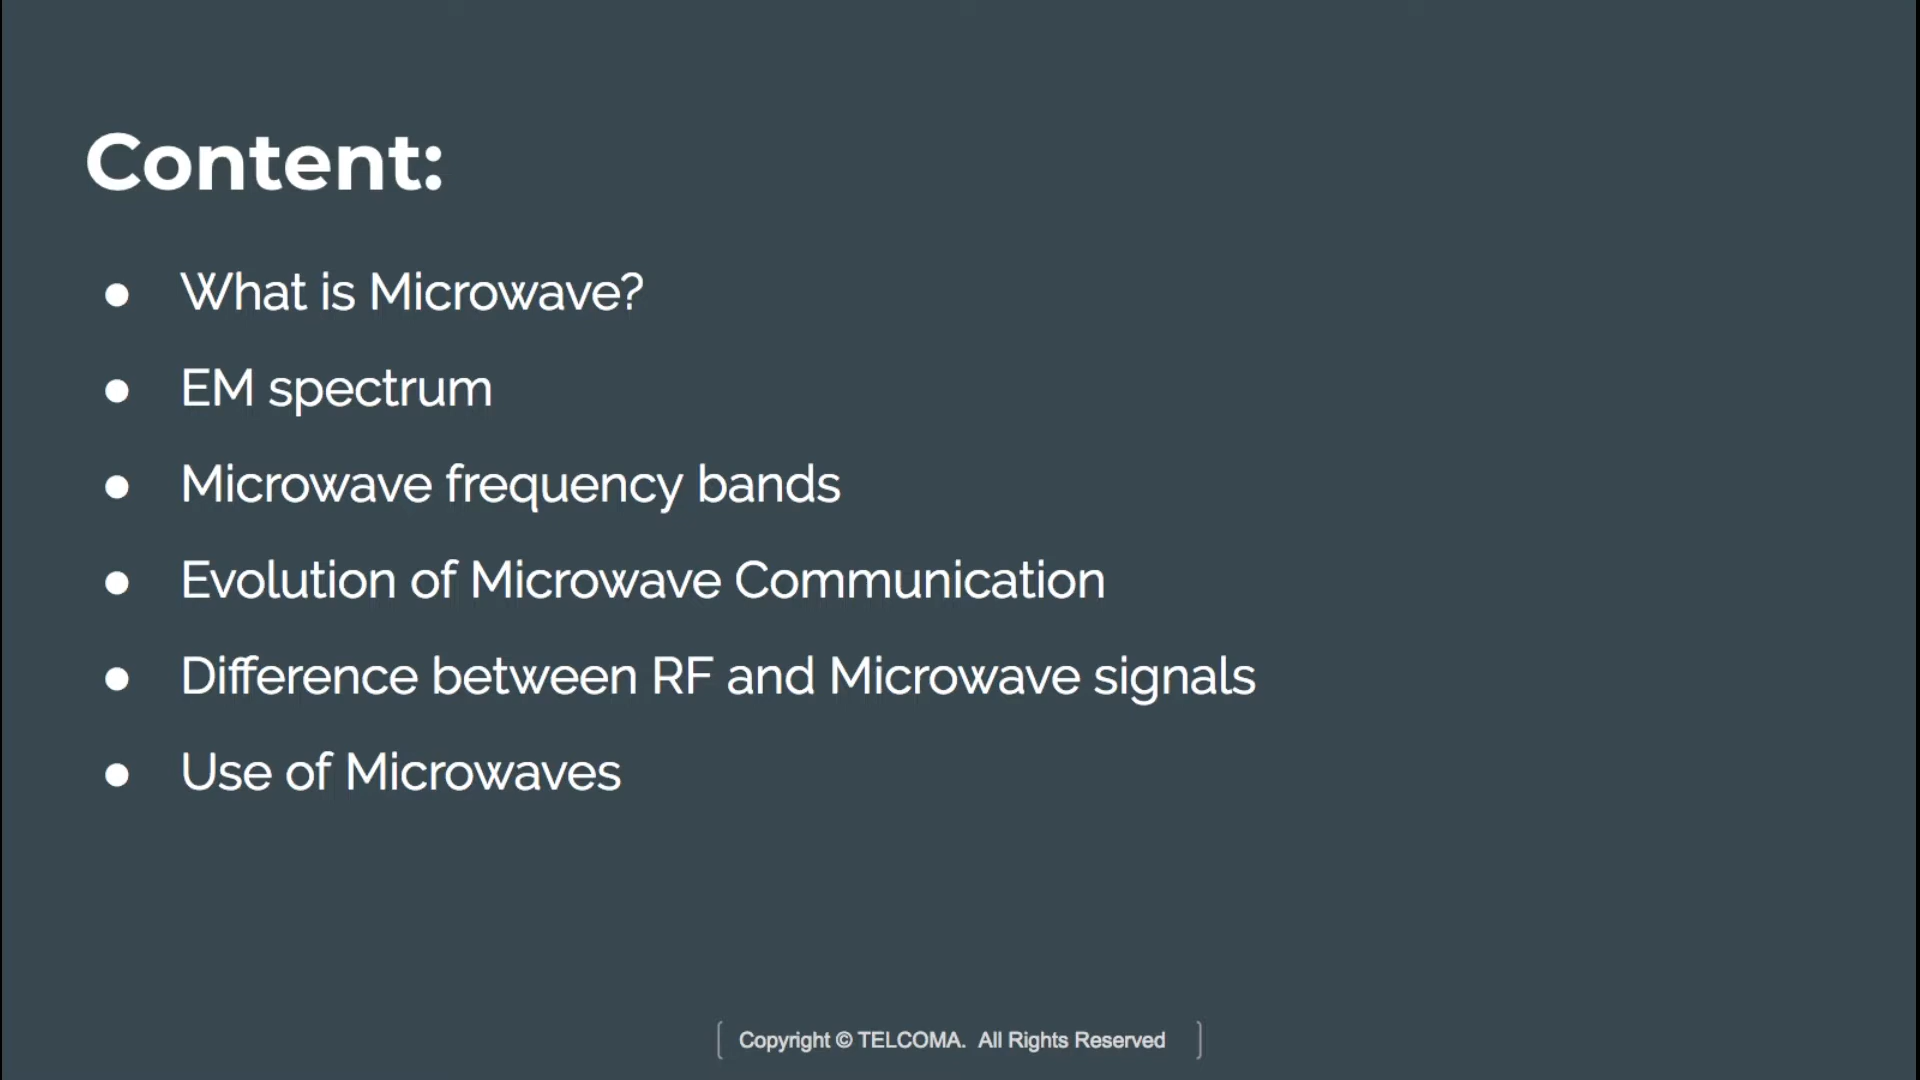 Content:
● What is Microwave?
● EM spectrum
● Microwave frequency bands
● Evolution of Microwave Communication
● Difference between RF and Microwave signals
● Use of Microwaves
Copyright © TELCOMA. All Rights Reserved